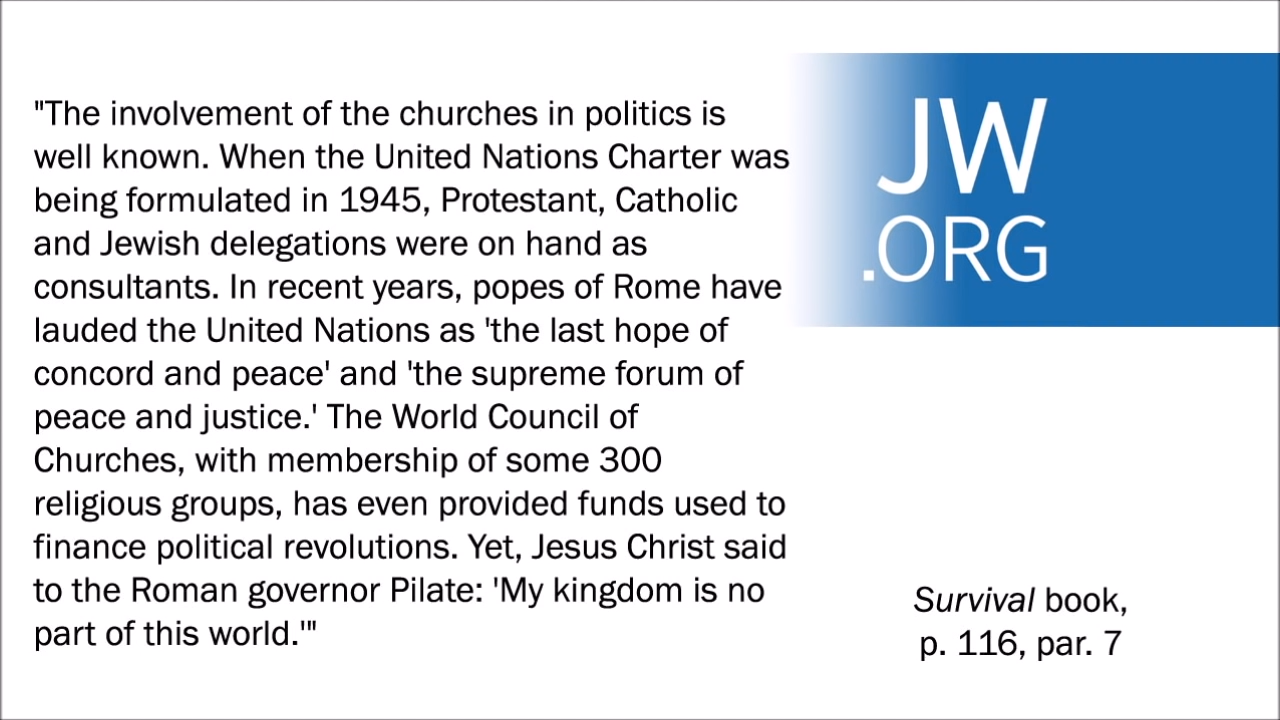 "The involvement of the churches in politics is
well known. When the United Nations Charter was
being formulated in 1945, Protestant, Catholic
and Jewish delegations were on hand as
consultants. In recent years, popes of Rome have
lauded the United Nations as 'the last hope of
concord and peace' and 'the supreme forum of
peace and justice.' The World Council of
Churches, with membership of some 300
religious groups, has even provided funds used to
finance political revolutions. Yet, Jesus Christ said
to the Roman governor Pilate: 'My kingdom is no
part of this world.'"
JW
.ORG
Survival book,
p. 116, par. 7